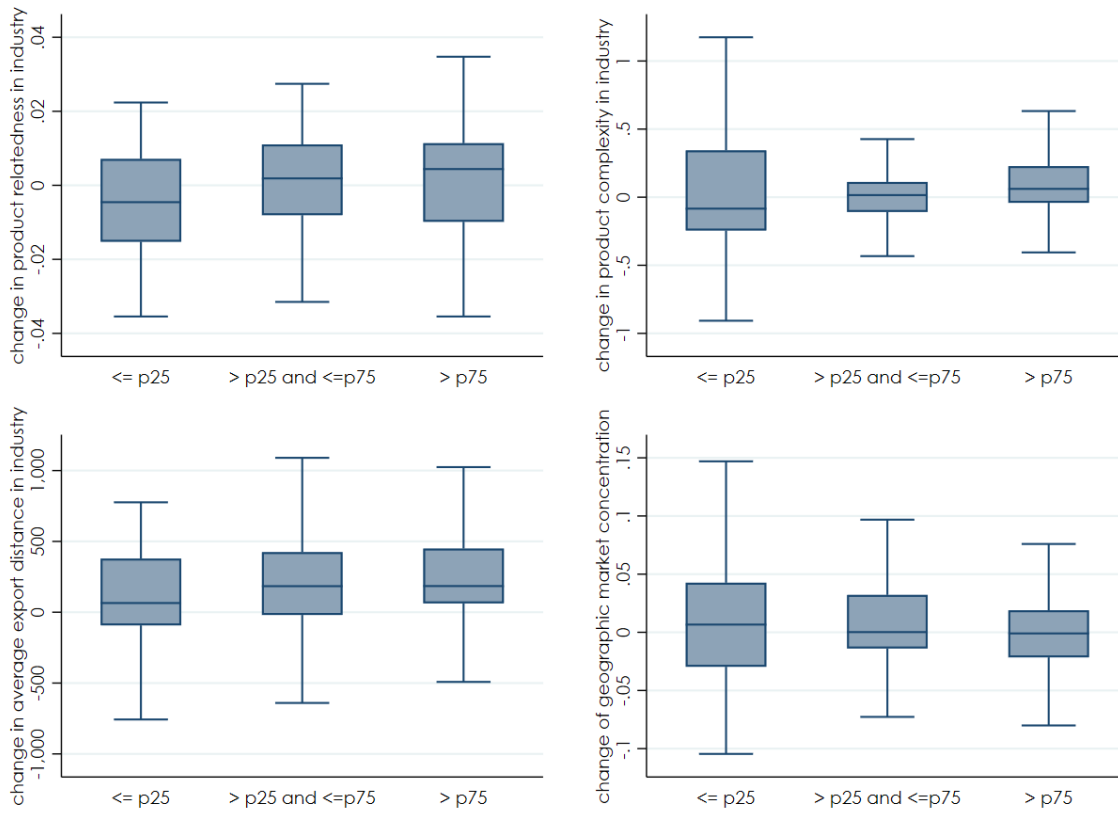 change in product relatedness in industry
.04
.02
0
-.02
-.04
<= p25
> p25 and <=p75
> p75
change in product complexity in industry
1
.5
0
-.5
-1
<= p25
> p25 and <=p75
> p75
change in average export distance in industry
1,000
500
0
-500
-1,000
<= p25
> p25 and <=p75
> p75
change of geographic market concentration
.15
.1
.05
0
-.05
-.1
<= p25
> p25 and <=p75
> p75